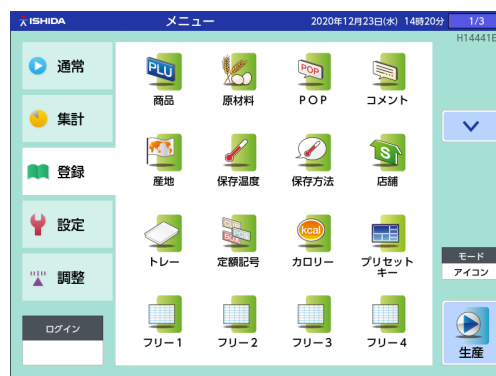 ISHIDA
メニュー
2020年12月23日(水) 14時20分
1/3
H14441E
通常
集計
登録
設定
調整
ログイン
PLU
商品
原材料
POP
POP
コメント
産地
保存温度
保存方法
S
店舗
トレー
定額記号
kcal
カロリー
プリセット
キー
フリー1
フリー2
フリー3
フリー4
モード
アイコン
生産